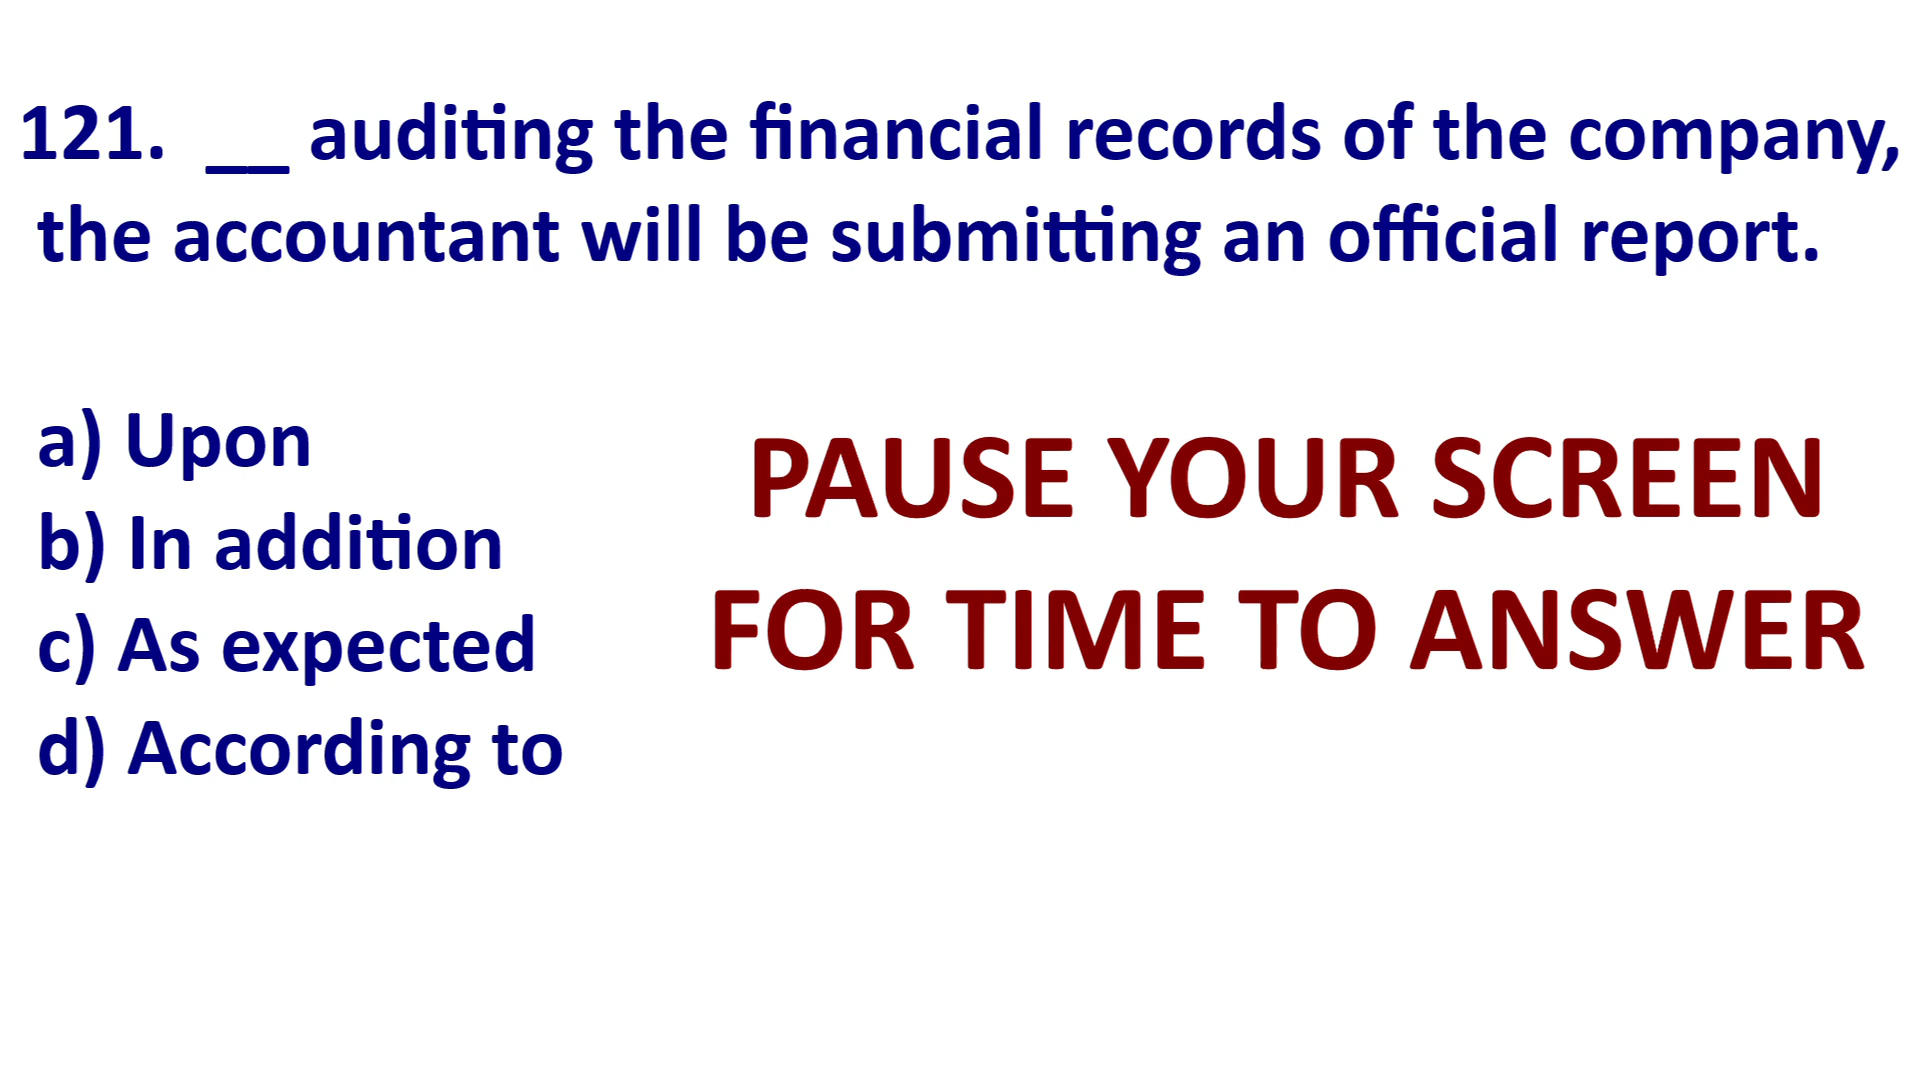 121. __ auditing the financial records of the company,
the accountant will be submitting an official report.
a) Upon
b) In addition
c) As expected
d) According to
PAUSE YOUR SCREEN
FOR TIME TO ANSWER